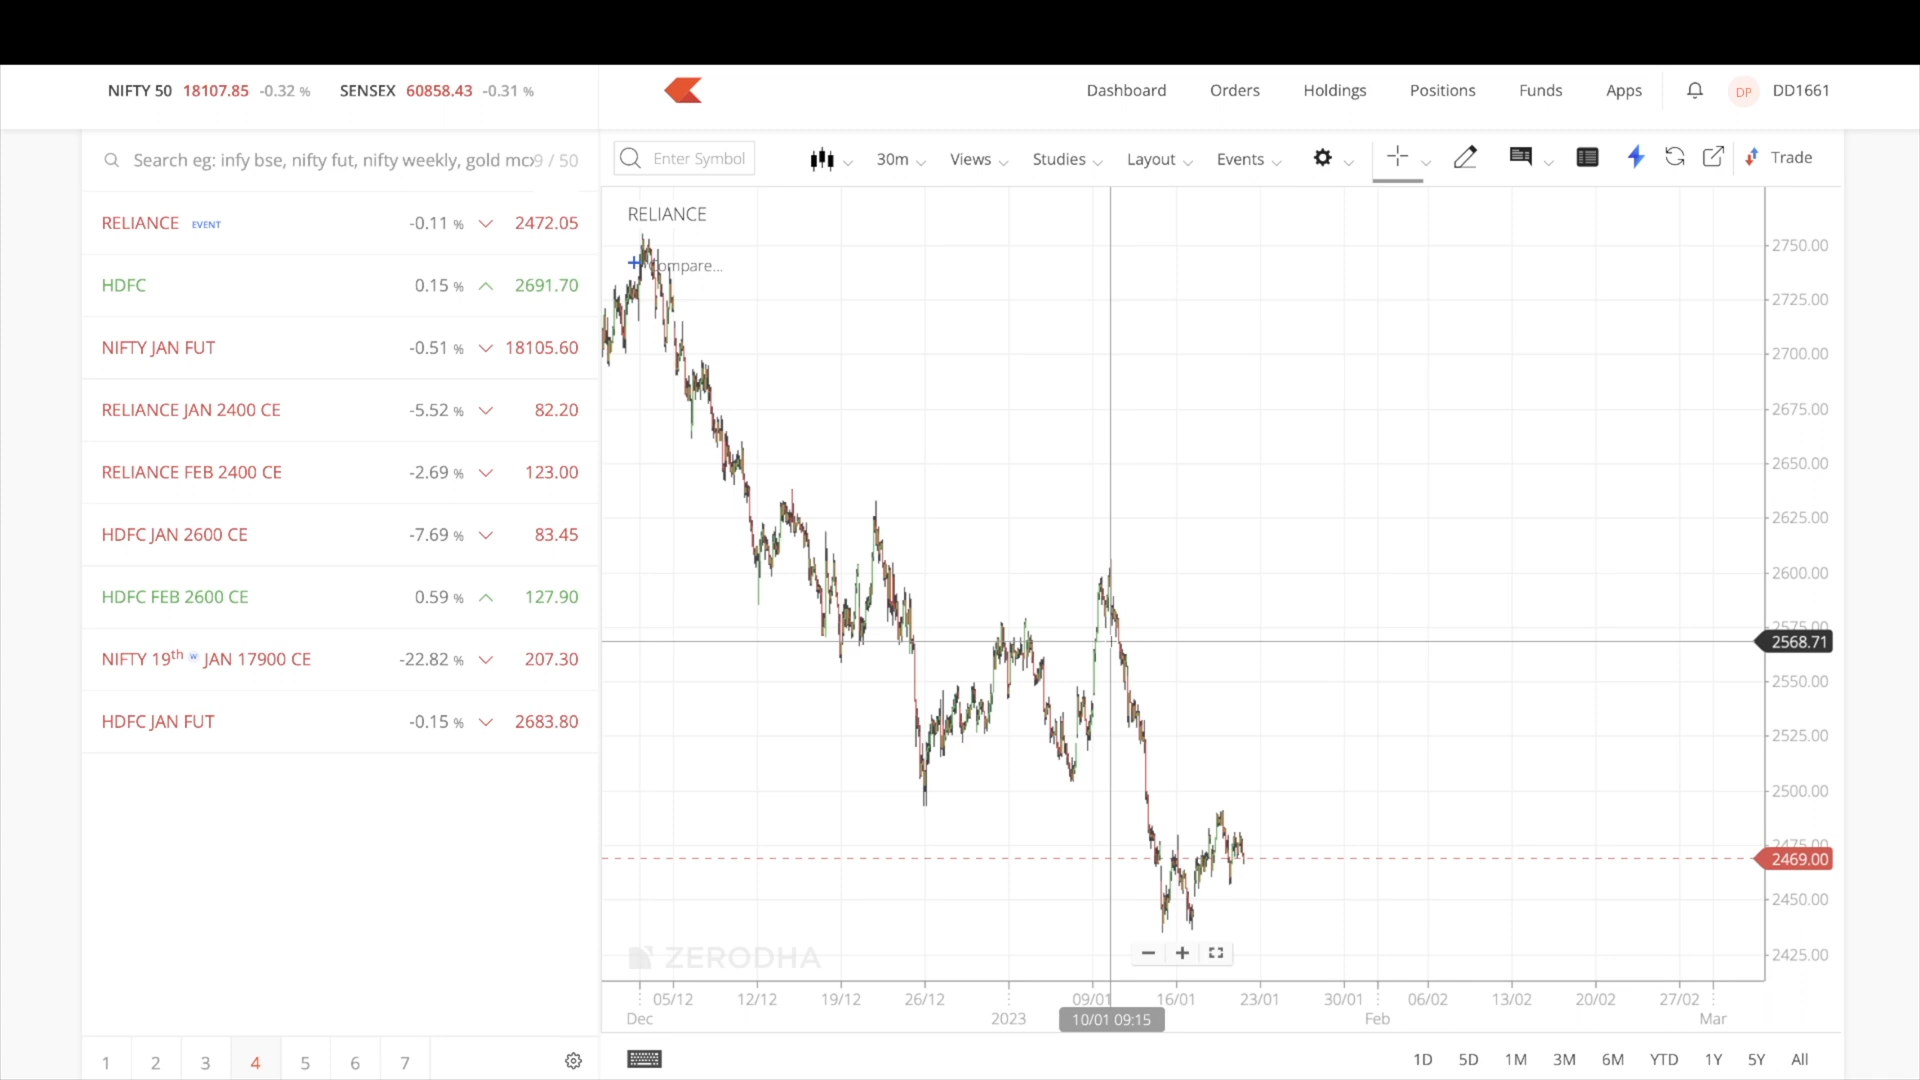 NIFTY 50 18107.85 -0.32 % SENSEX 60858.43 -0.31 %
Dashboard Orders Holdings Positions Funds Apps DP DD1661
Search eg: infy bse, nifty fut, nifty weekly, gold mcx 9 / 50
Enter Symbol 30m Views Studies Layout Events Trade
RELIANCE EVENT -0.11 % 2472.05
HDFC 0.15 % 2691.70
NIFTY JAN FUT -0.51 % 18105.60
RELIANCE JAN 2400 CE -5.52 % 82.20
RELIANCE FEB 2400 CE -2.69 % 123.00
HDFC JAN 2600 CE -7.69 % 83.45
HDFC FEB 2600 CE 0.59 % 127.90
NIFTY 19th w JAN 17900 CE -22.82 % 207.30
HDFC JAN FUT -0.15 % 2683.80
1 2 3 4 5 6 7
RELIANCE
+ Compare...
2750.00
2725.00
2700.00
2675.00
2650.00
2625.00
2600.00
2575.00
2568.71
2550.00
2525.00
2500.00
2475.00
2469.00
2450.00
2425.00
ZERODHA
05/12 12/12 19/12 26/12 09/01 16/01 23/01 30/01 06/02 13/02 20/02 27/02
Dec 2023 10/01 09:15 Feb Mar
1D 5D 1M 3M 6M YTD 1Y 5Y All